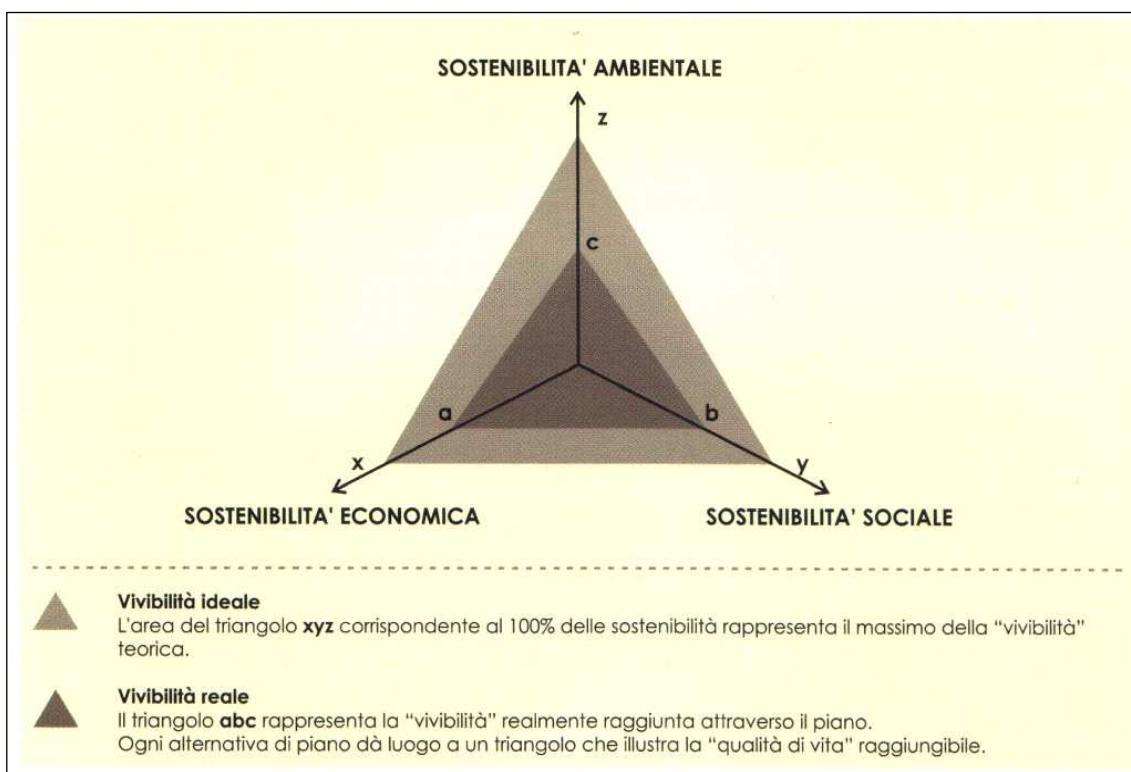 SOSTENIBILITA' AMBIENTALE
z
c
a
b
x
y
SOSTENIBILITA' ECONOMICA
SOSTENIBILITA' SOCIALE
Vivibilità ideale
L'area del triangolo xyz corrispondente al 100% delle sostenibilità rappresenta il massimo della “vivibilità”
teorica.
Vivibilità reale
Il triangolo abc rappresenta la “vivibilità” realmente raggiunta attraverso il piano.
Ogni alternativa di piano dà luogo a un triangolo che illustra la “qualità di vita” raggiungibile.